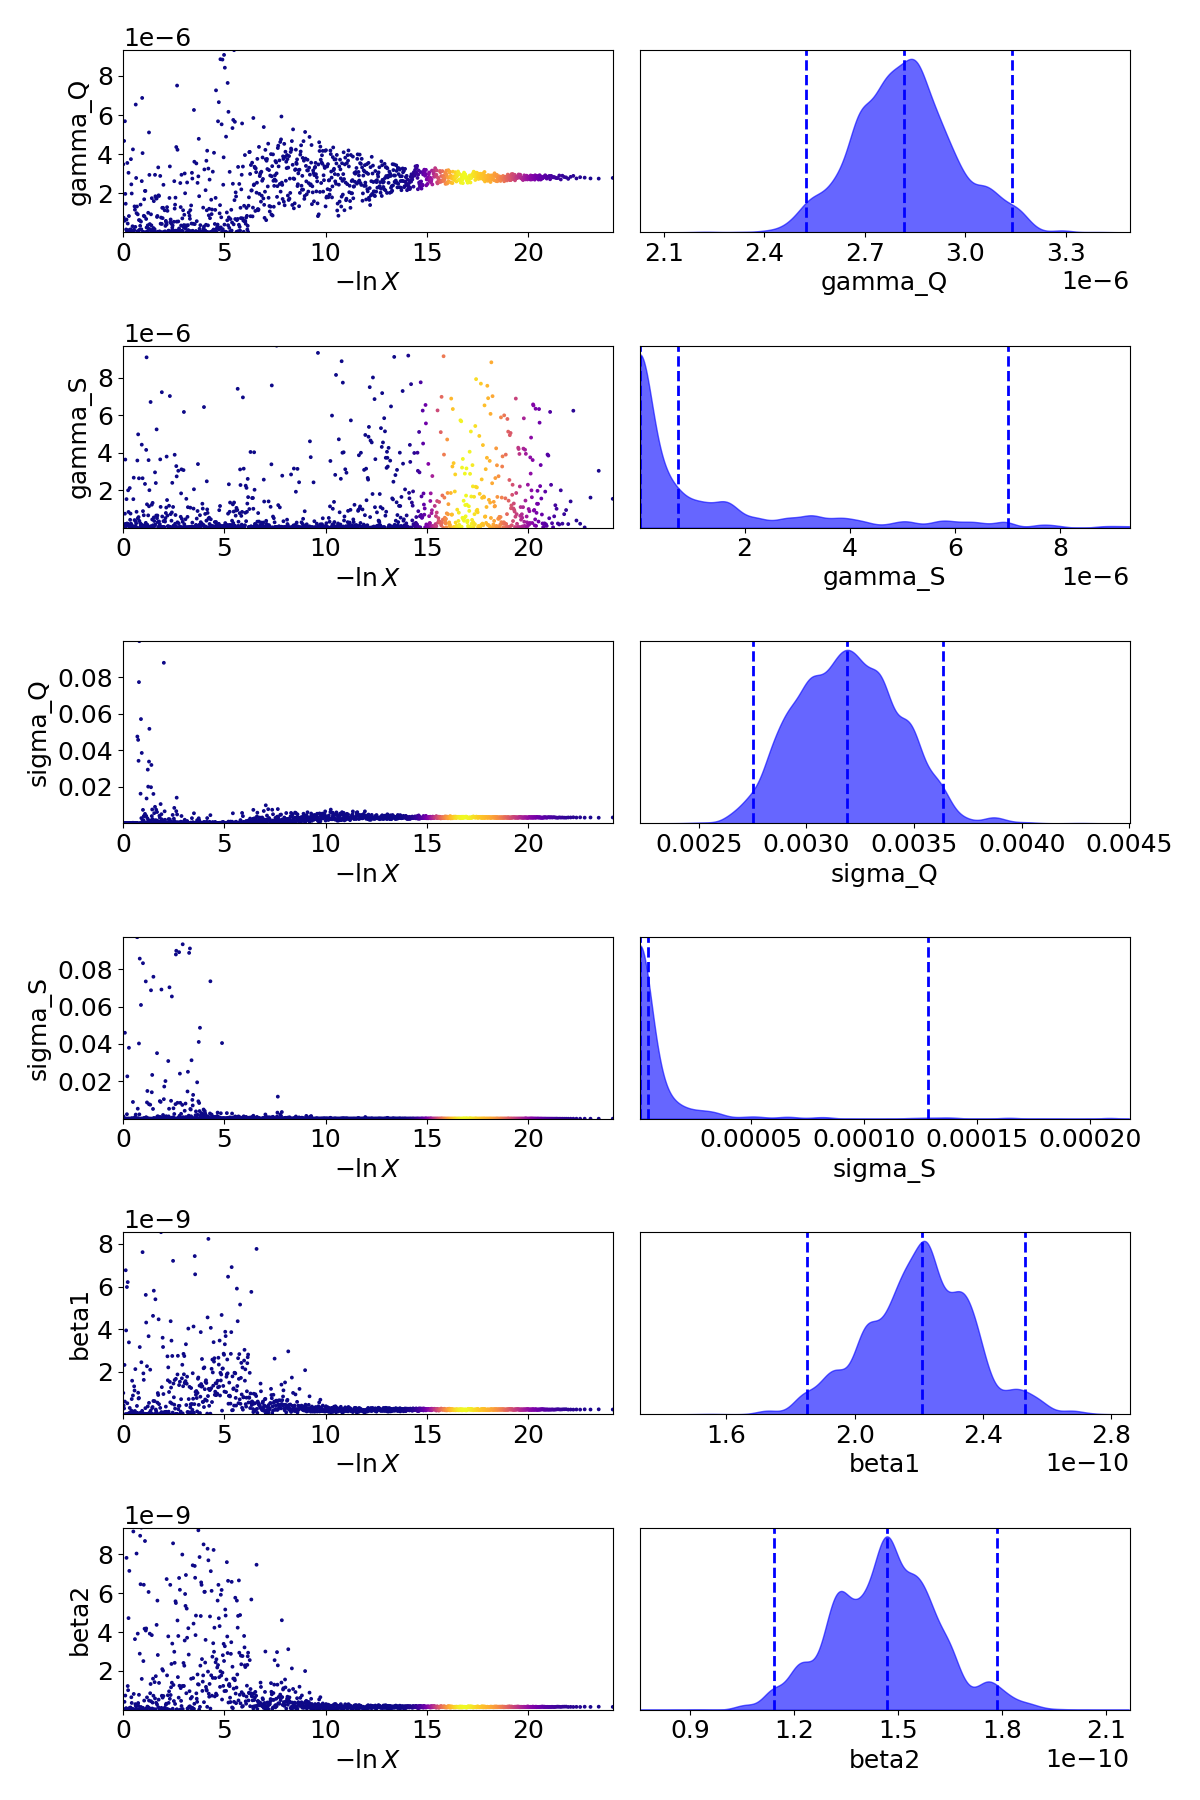 1e−6
gamma_Q
8
6
4
2
0 5 10 15 20
−ln X
2.1 2.4 2.7 3.0 3.3
gamma_Q 1e−6
1e−6
gamma_S
8
6
4
2
0 5 10 15 20
−ln X
2 4 6 8
gamma_S 1e−6
sigma_Q
0.08
0.06
0.04
0.02
0 5 10 15 20
−ln X
0.0025 0.0030 0.0035 0.0040 0.0045
sigma_Q
sigma_S
0.08
0.06
0.04
0.02
0 5 10 15 20
−ln X
0.00005 0.00010 0.00015 0.00020
sigma_S
1e−9
beta1
8
6
4
2
0 5 10 15 20
−ln X
1.6 2.0 2.4 2.8
beta1 1e−10
1e−9
beta2
8
6
4
2
0 5 10 15 20
−ln X
0.9 1.2 1.5 1.8 2.1
beta2 1e−10